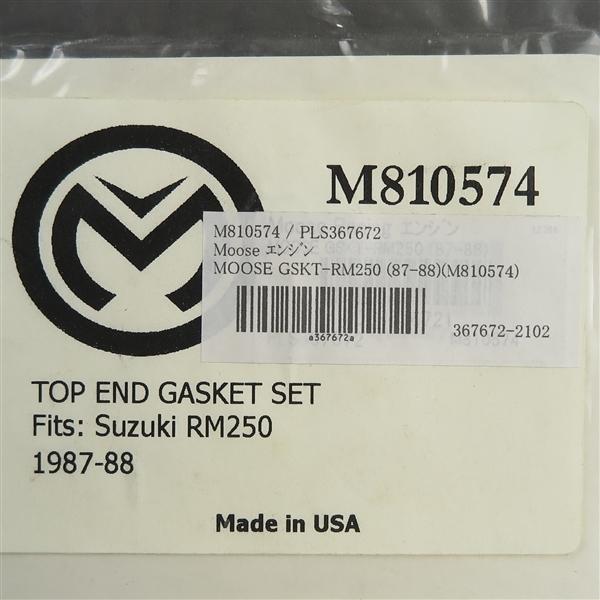 M810574
M810574 / PLS367672
Moose ｴﾝｼﾞﾝ
MOOSE GSKT-RM250 (87-88)(M810574)
a367672a
367672-2102
TOP END GASKET SET
Fits: Suzuki RM250
1987-88
Made in USA